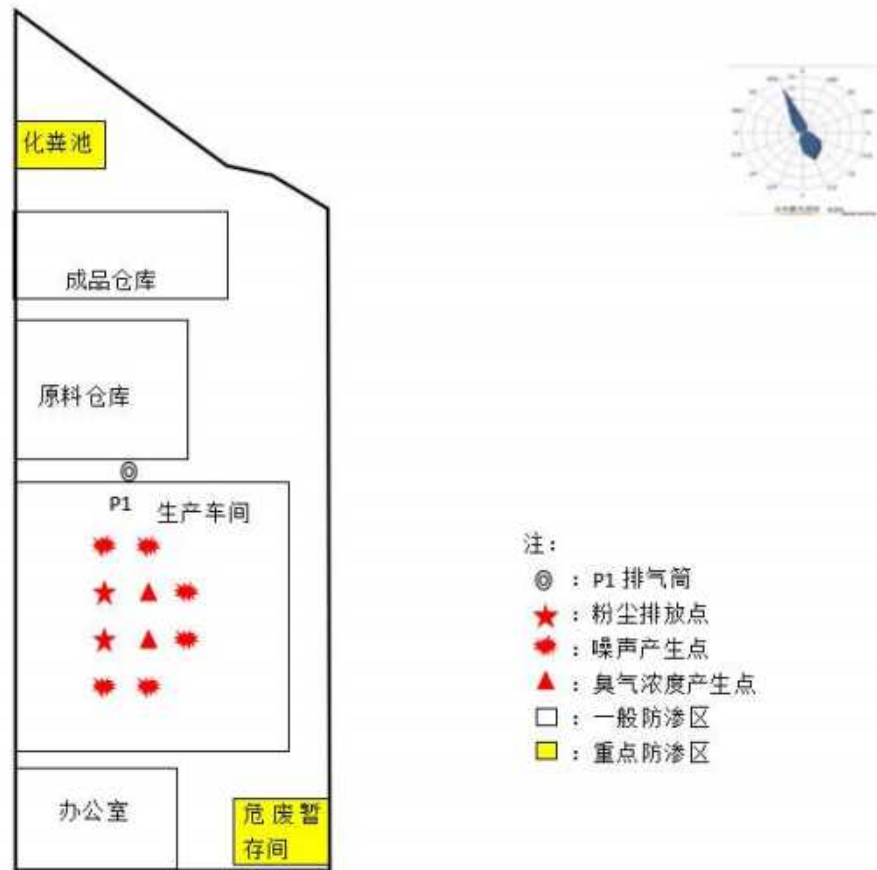 化粪池
成品仓库
原料仓库
P1
生产车间
办公室
危废暂
存间
注：
：P1 排气筒
：粉尘排放点
：噪声产生点
：臭气浓度产生点
：一般防渗区
：重点防渗区